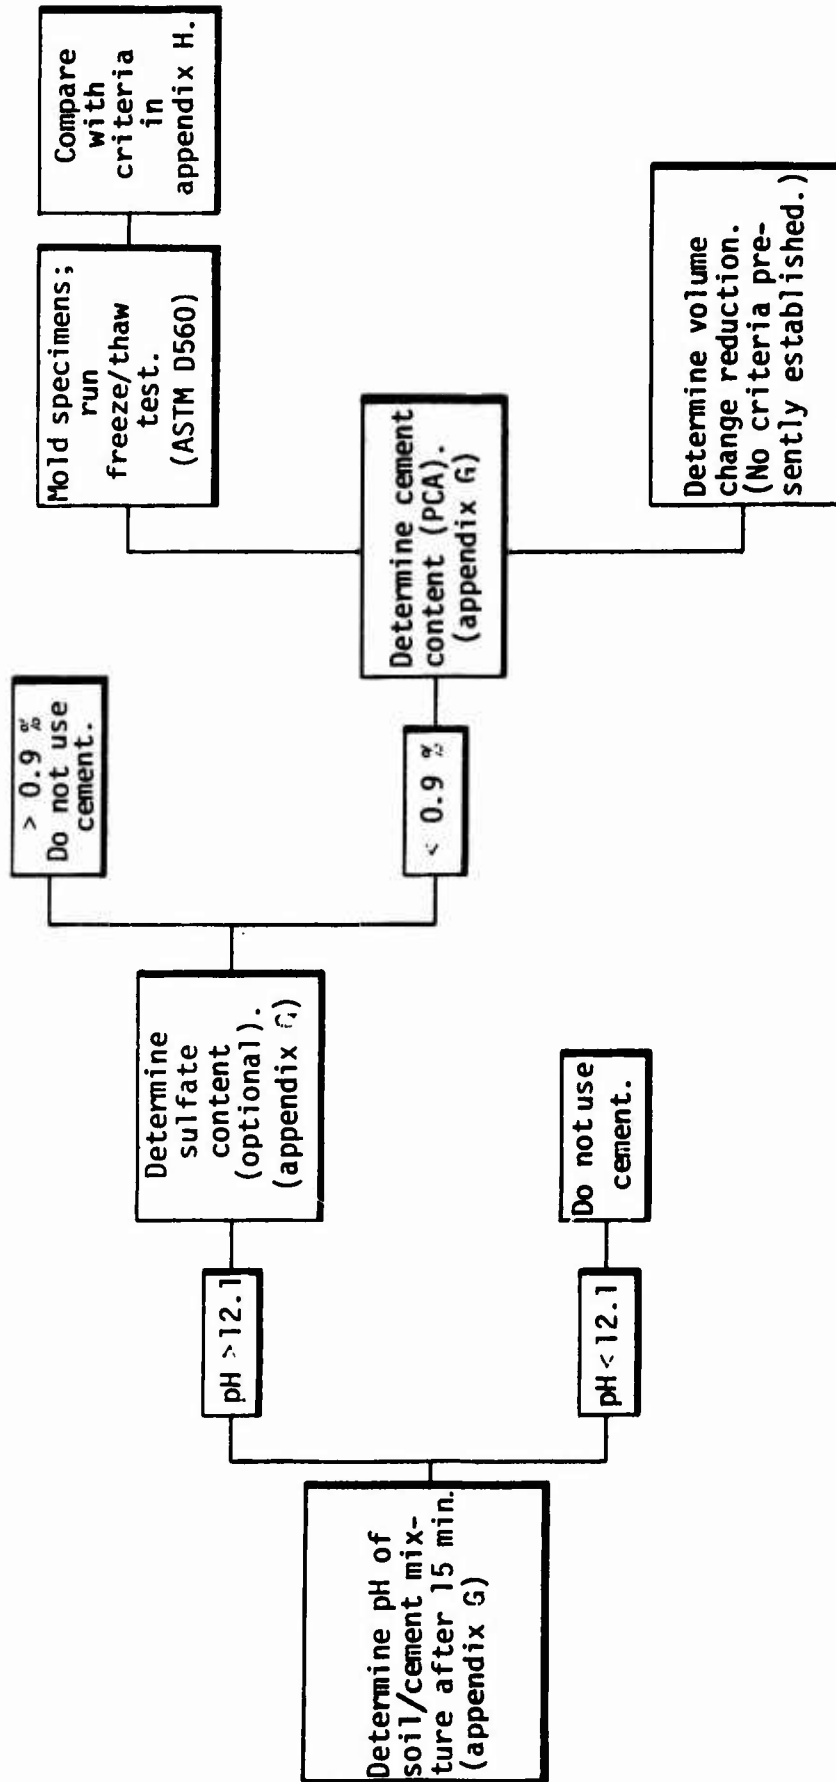 Determine pH of
soil/cement mix-
ture after 15 min.
(appendix G)
pH >12.1
pH <12.1
Determine
sulfate
content
(optional).
(appendix G)
Do not use
cement.
> 0.9 %
Do not use
cement.
< 0.9 %
Determine cement
content (PCA).
(appendix G)
Mold specimens;
run
freeze/thaw
test.
(ASTM D560)
Compare
with
criteria
in
appendix H.
Determine volume
change reduction.
(No criteria pre-
sently established.)